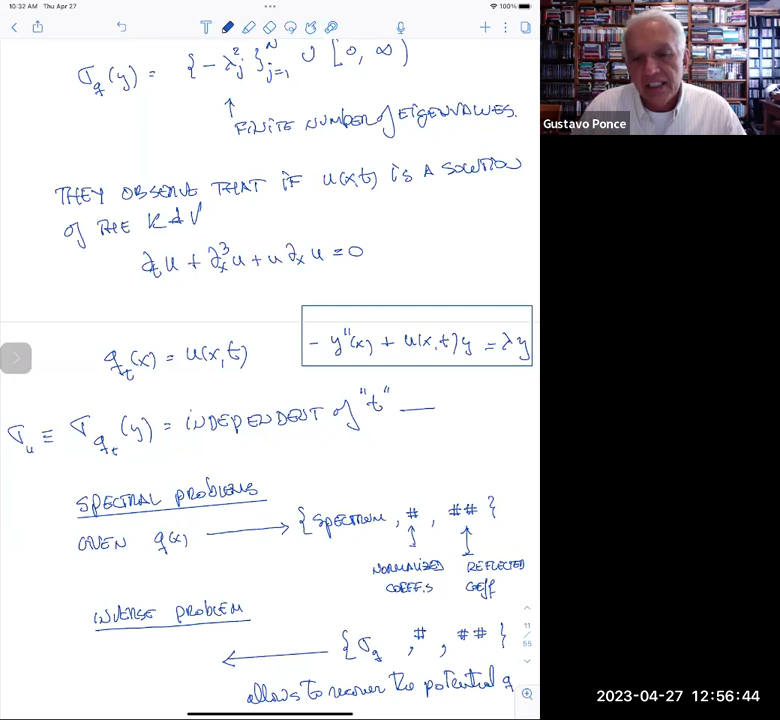 10:32 AM Thu Apr 27
100%
σ_q(y) = {-λ_j²}_{j=1}^N ∪ [0, ∞)
FINITE NUMBER of EIGENVALUES.
THEY OBSERVE THAT IF u(x,t) is A SOLUTION
of THE KdV
∂_t u + ∂_x³ u + u ∂_x u = 0
q_t(x) = u(x,t)
- y''(x) + u(x,t) y = λy
σ_u ≡ σ_{q_t}(y) = INDEPENDENT of "t" —
SPECTRAL PROBLEMS
GIVEN q(x) → {SPECTRUM, #, ##}
NORMALIZED COEFF.S
REFLECTED Coeff
INVERSE PROBLEM
← {σ_q, #, ##}
allows to recover the potential q
11
/
55
Gustavo Ponce
2023-04-27 12:56:44